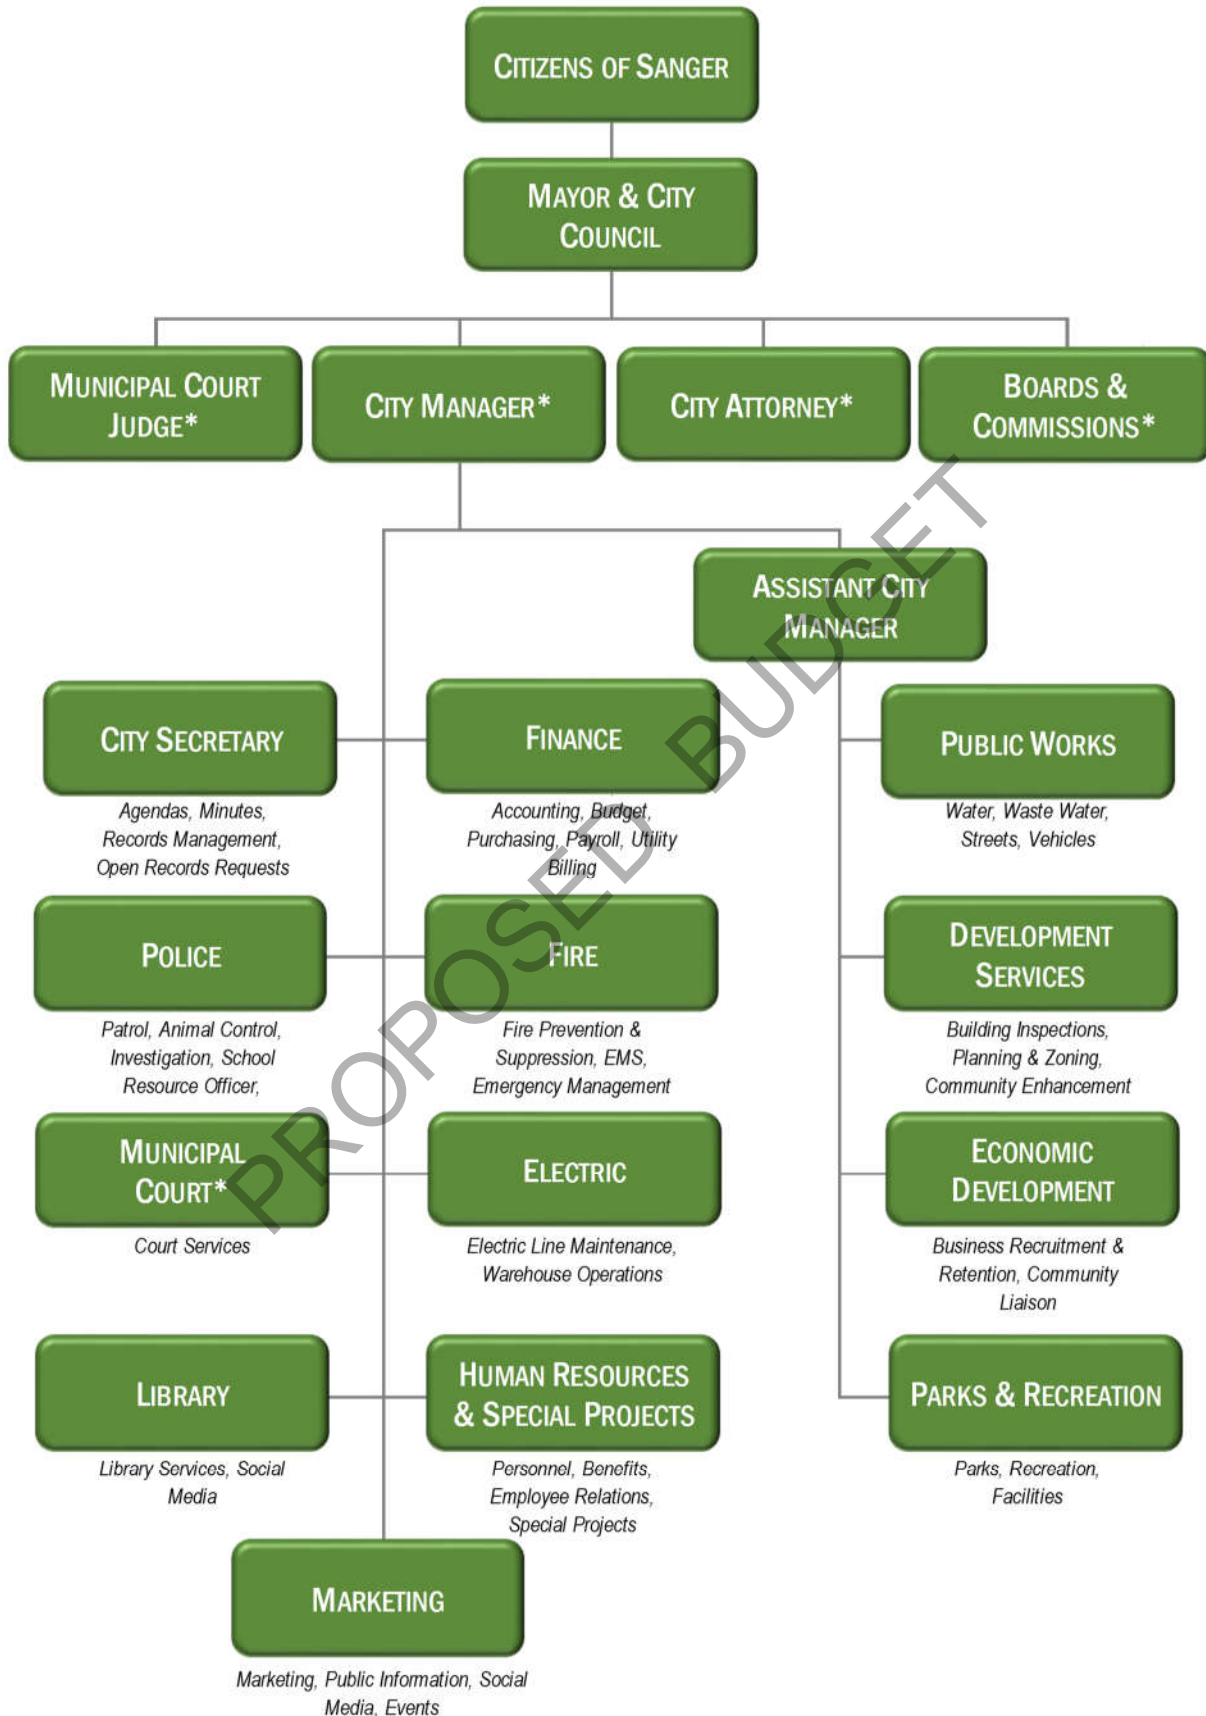 CITIZENS OF SANGER
MAYOR & CITY
COUNCIL
MUNICIPAL COURT
JUDGE*
CITY MANAGER*
CITY ATTORNEY*
BOARDS &
COMMISSIONS*
ASSISTANT CITY
MANAGER
CITY SECRETARY
Agendas, Minutes,
Records Management,
Open Records Requests
FINANCE
Accounting, Budget,
Purchasing, Payroll, Utility
Billing
PUBLIC WORKS
Water, Waste Water,
Streets, Vehicles
POLICE
Patrol, Animal Control,
Investigation, School
Resource Officer,
FIRE
Fire Prevention &
Suppression, EMS,
Emergency Management
DEVELOPMENT
SERVICES
Building Inspections,
Planning & Zoning,
Community Enhancement
MUNICIPAL
COURT*
Court Services
ELECTRIC
Electric Line Maintenance,
Warehouse Operations
ECONOMIC
DEVELOPMENT
Business Recruitment &
Retention, Community
Liaison
LIBRARY
Library Services, Social
Media
HUMAN RESOURCES
& SPECIAL PROJECTS
Personnel, Benefits,
Employee Relations,
Special Projects
PARKS & RECREATION
Parks, Recreation,
Facilities
MARKETING
Marketing, Public Information, Social
Media, Events
PROPOSED BUDGET